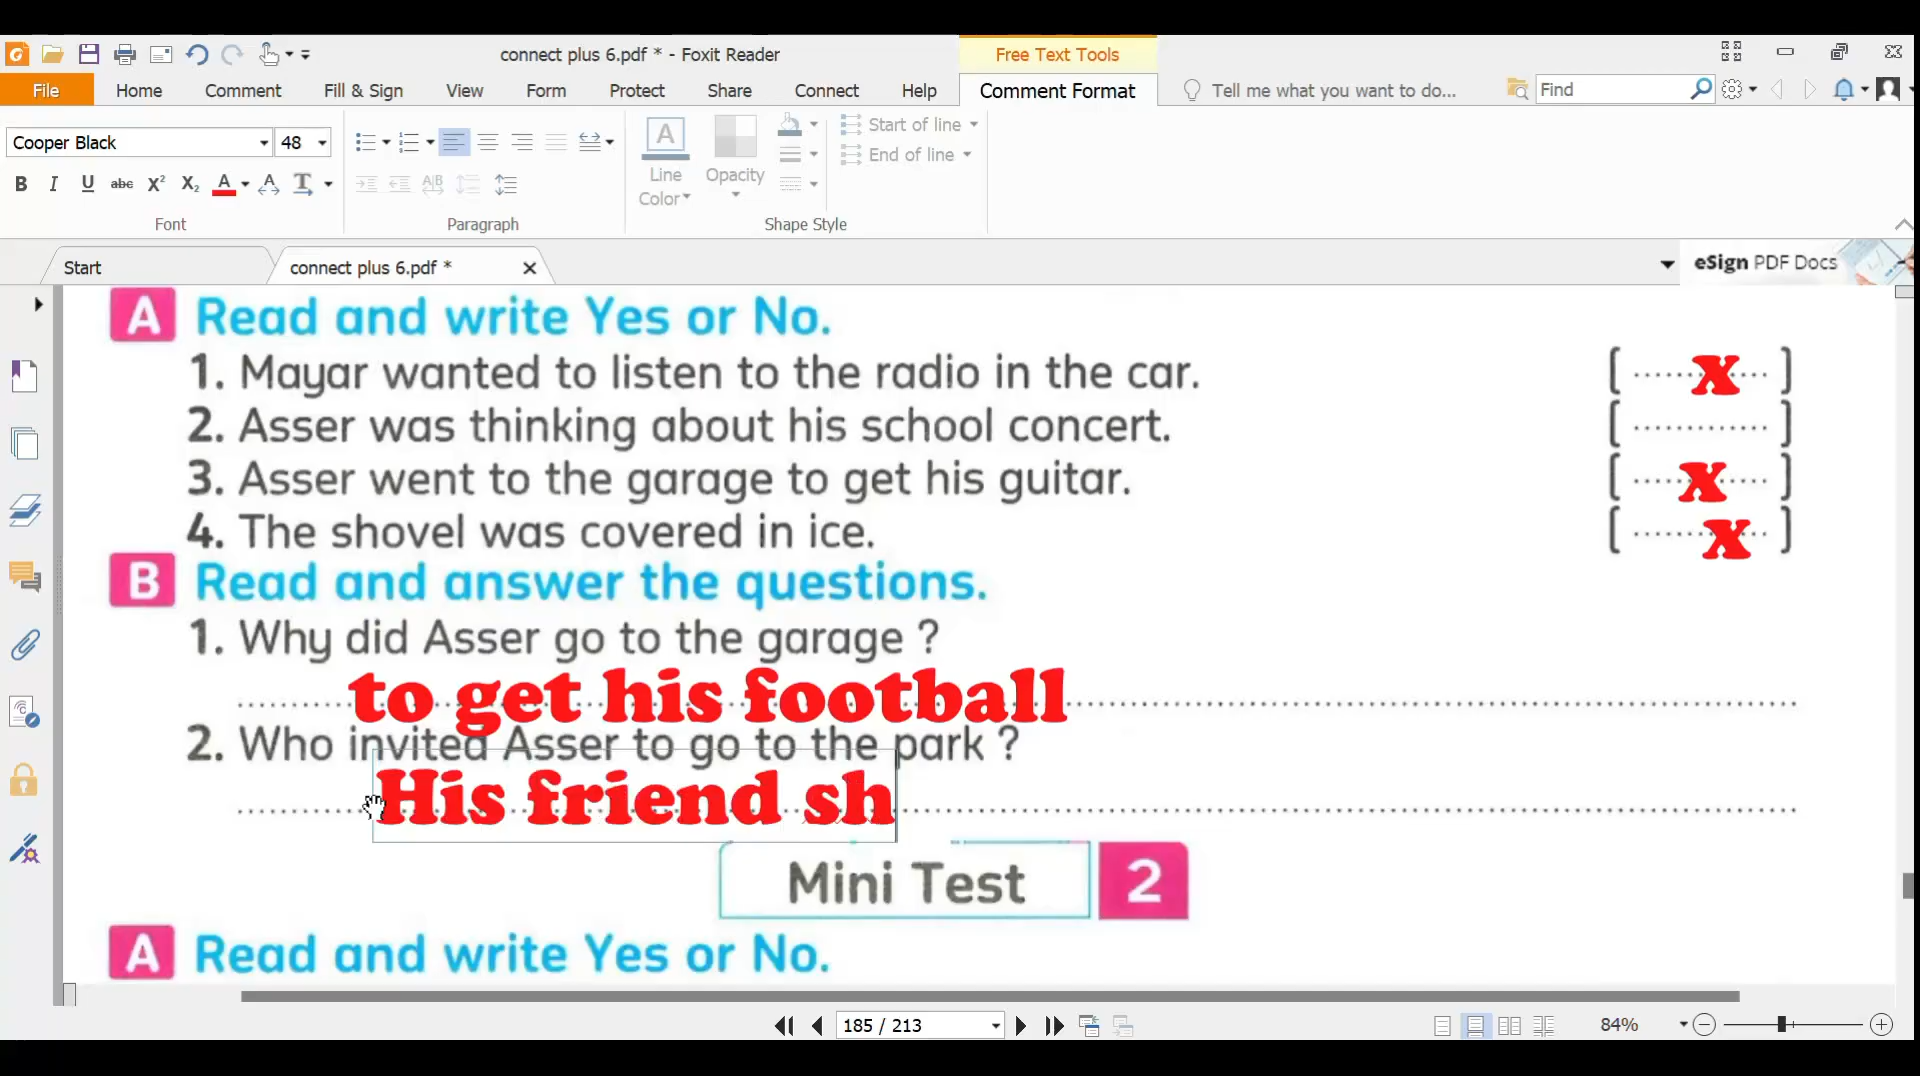 connect plus 6.pdf * - Foxit Reader
Free Text Tools
File Home Comment Fill & Sign View Form Protect Share Connect Help Comment Format Tell me what you want to do... Find
Cooper Black 48
Start of line
End of line
B I U abc X² X₂ A
Line Color
Opacity
Font Paragraph Shape Style
Start connect plus 6.pdf * eSign PDF Docs
A Read and write Yes or No.
1. Mayar wanted to listen to the radio in the car. [ ......x...... ]
2. Asser was thinking about his school concert. [ ............. ]
3. Asser went to the garage to get his guitar. [ ......x...... ]
4. The shovel was covered in ice. [ ......x...... ]
B Read and answer the questions.
1. Why did Asser go to the garage ?
to get his football
2. Who invited Asser to go to the park ?
His friend sh
Mini Test 2
A Read and write Yes or No.
185 / 213 84%